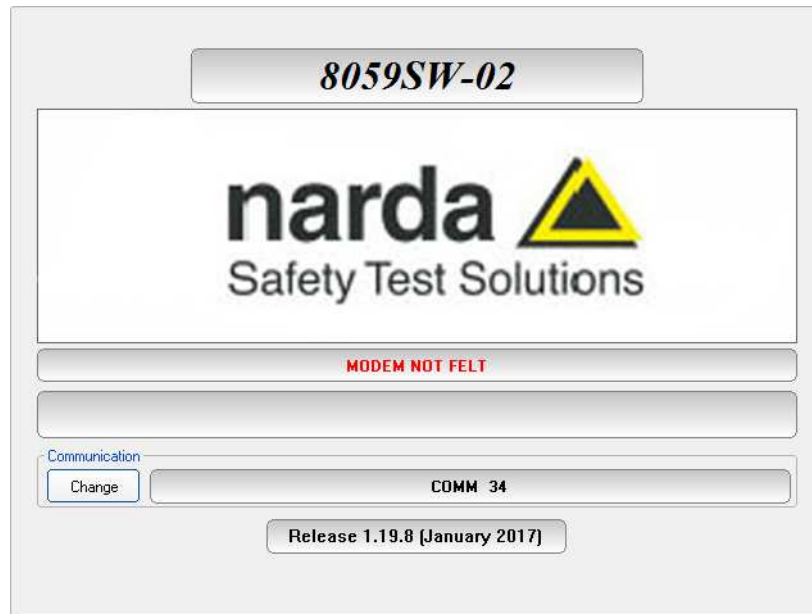 8059SW-02
narda
Safety Test Solutions
MODEM NOT FELT
Communication
Change
COMM 34
Release 1.19.8 (January 2017)